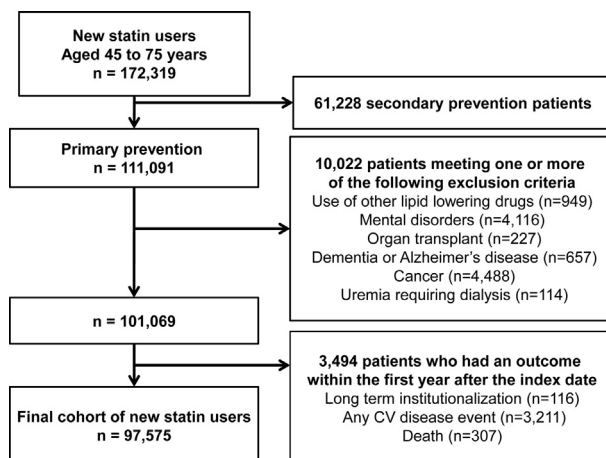 New statin users
Aged 45 to 75 years
n = 172,319
61,228 secondary prevention patients
Primary prevention
n = 111,091
10,022 patients meeting one or more
of the following exclusion criteria
Use of other lipid lowering drugs (n=949)
Mental disorders (n=4,116)
Organ transplant (n=227)
Dementia or Alzheimer's disease (n=657)
Cancer (n=4,488)
Uremia requiring dialysis (n=114)
n = 101,069
3,494 patients who had an outcome
within the first year after the index date
Long term institutionalization (n=116)
Any CV disease event (n=3,211)
Death (n=307)
Final cohort of new statin users
n = 97,575